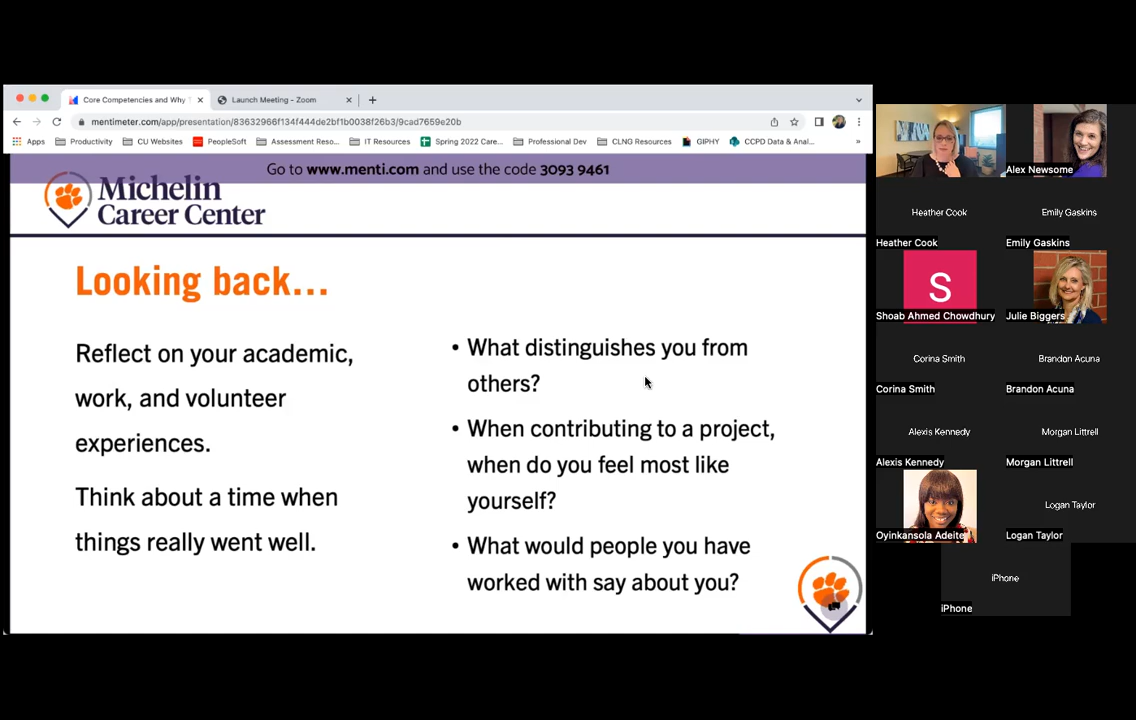 Core Competencies and Why
Launch Meeting - Zoom
mentimeter.com/app/presentation/83632966f134f444de2bf1b0038f26b3/9cad7659e20b
Apps Productivity CU Websites PeopleSoft Assessment Reso... IT Resources Spring 2022 Care... Professional Dev CLNG Resources GIPHY CCPD Data & Anal... »
Go to www.menti.com and use the code 3093 9461
Michelin
Career Center
Looking back...
Reflect on your academic,
work, and volunteer
experiences.
Think about a time when
things really went well.
• What distinguishes you from
others?
• When contributing to a project,
when do you feel most like
yourself?
• What would people you have
worked with say about you?
Alex Newsome
Heather Cook
Emily Gaskins
Heather Cook
Emily Gaskins
S
Shoab Ahmed Chowdhury
Julie Biggers
Corina Smith
Brandon Acuna
Corina Smith
Brandon Acuna
Alexis Kennedy
Morgan Littrell
Alexis Kennedy
Morgan Littrell
Logan Taylor
Oyinkansola Adeite
Logan Taylor
iPhone
iPhone